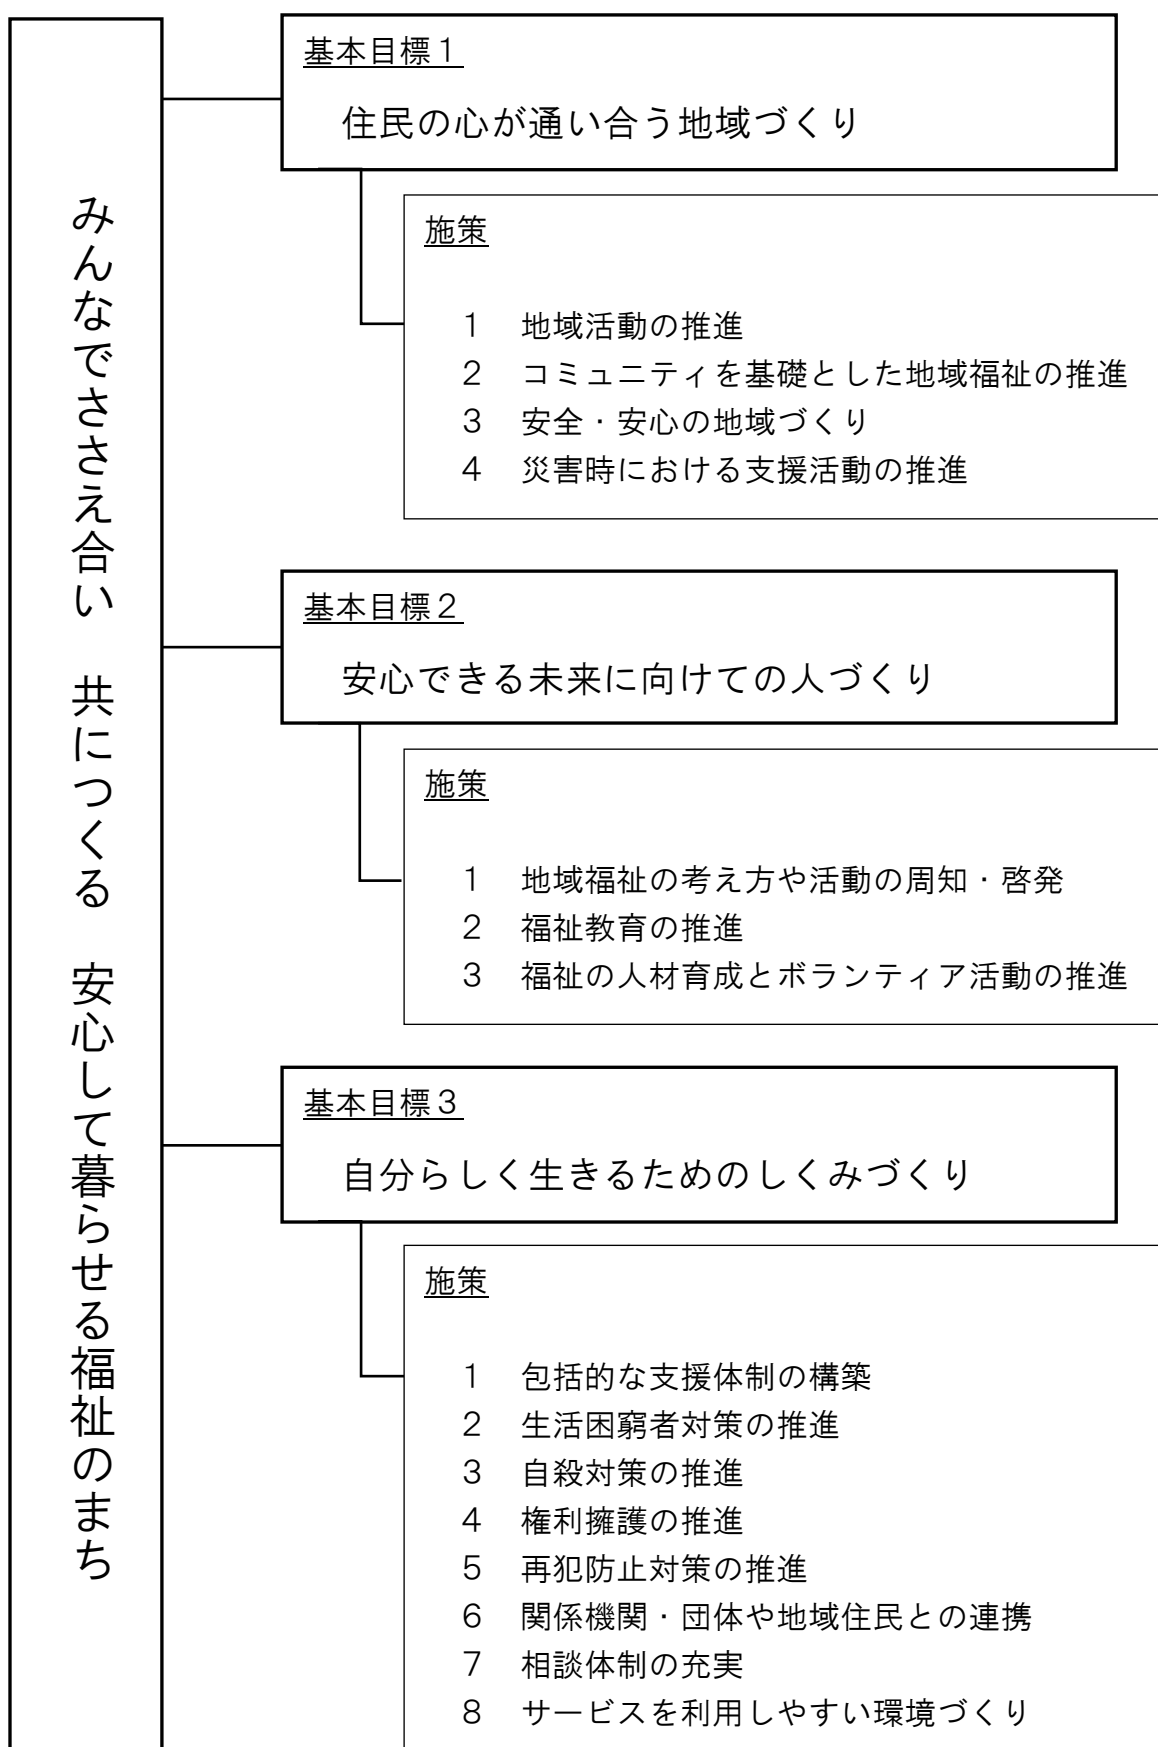 みんなでささえ合い　共につくる　安心して暮らせる福祉のまち
基本目標１
住民の心が通い合う地域づくり
施策
１　地域活動の推進
２　コミュニティを基礎とした地域福祉の推進
３　安全・安心の地域づくり
４　災害時における支援活動の推進
基本目標２
安心できる未来に向けての人づくり
施策
１　地域福祉の考え方や活動の周知・啓発
２　福祉教育の推進
３　福祉の人材育成とボランティア活動の推進
基本目標３
自分らしく生きるためのしくみづくり
施策
１　包括的な支援体制の構築
２　生活困窮者対策の推進
３　自殺対策の推進
４　権利擁護の推進
５　再犯防止対策の推進
６　関係機関・団体や地域住民との連携
７　相談体制の充実
８　サービスを利用しやすい環境づくり